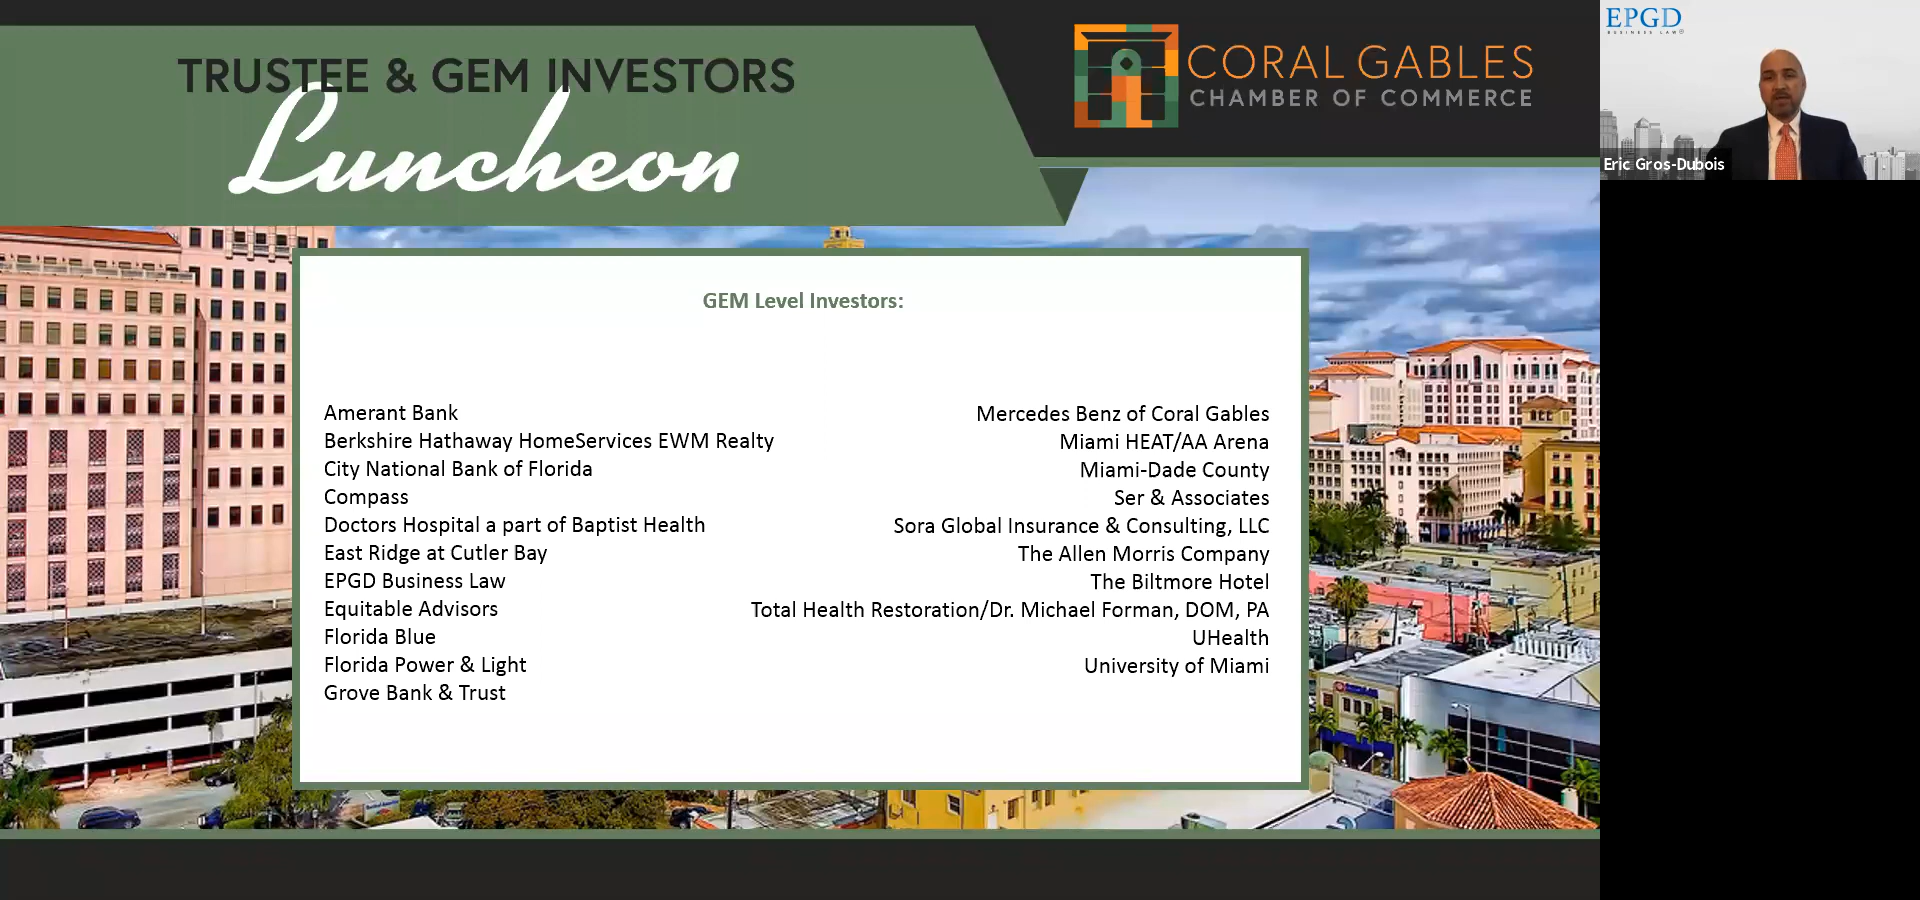 TRUSTEE & GEM INVESTORS
Luncheon
CORAL GABLES
CHAMBER OF COMMERCE
EPGD
BUSINESS LAW
Eric Gros-Dubois
GEM Level Investors:
Amerant Bank
Berkshire Hathaway HomeServices EWM Realty
City National Bank of Florida
Compass
Doctors Hospital a part of Baptist Health
East Ridge at Cutler Bay
EPGD Business Law
Equitable Advisors
Florida Blue
Florida Power & Light
Grove Bank & Trust
Mercedes Benz of Coral Gables
Miami HEAT/AA Arena
Miami-Dade County
Ser & Associates
Sora Global Insurance & Consulting, LLC
The Allen Morris Company
The Biltmore Hotel
Total Health Restoration/Dr. Michael Forman, DOM, PA
UHealth
University of Miami